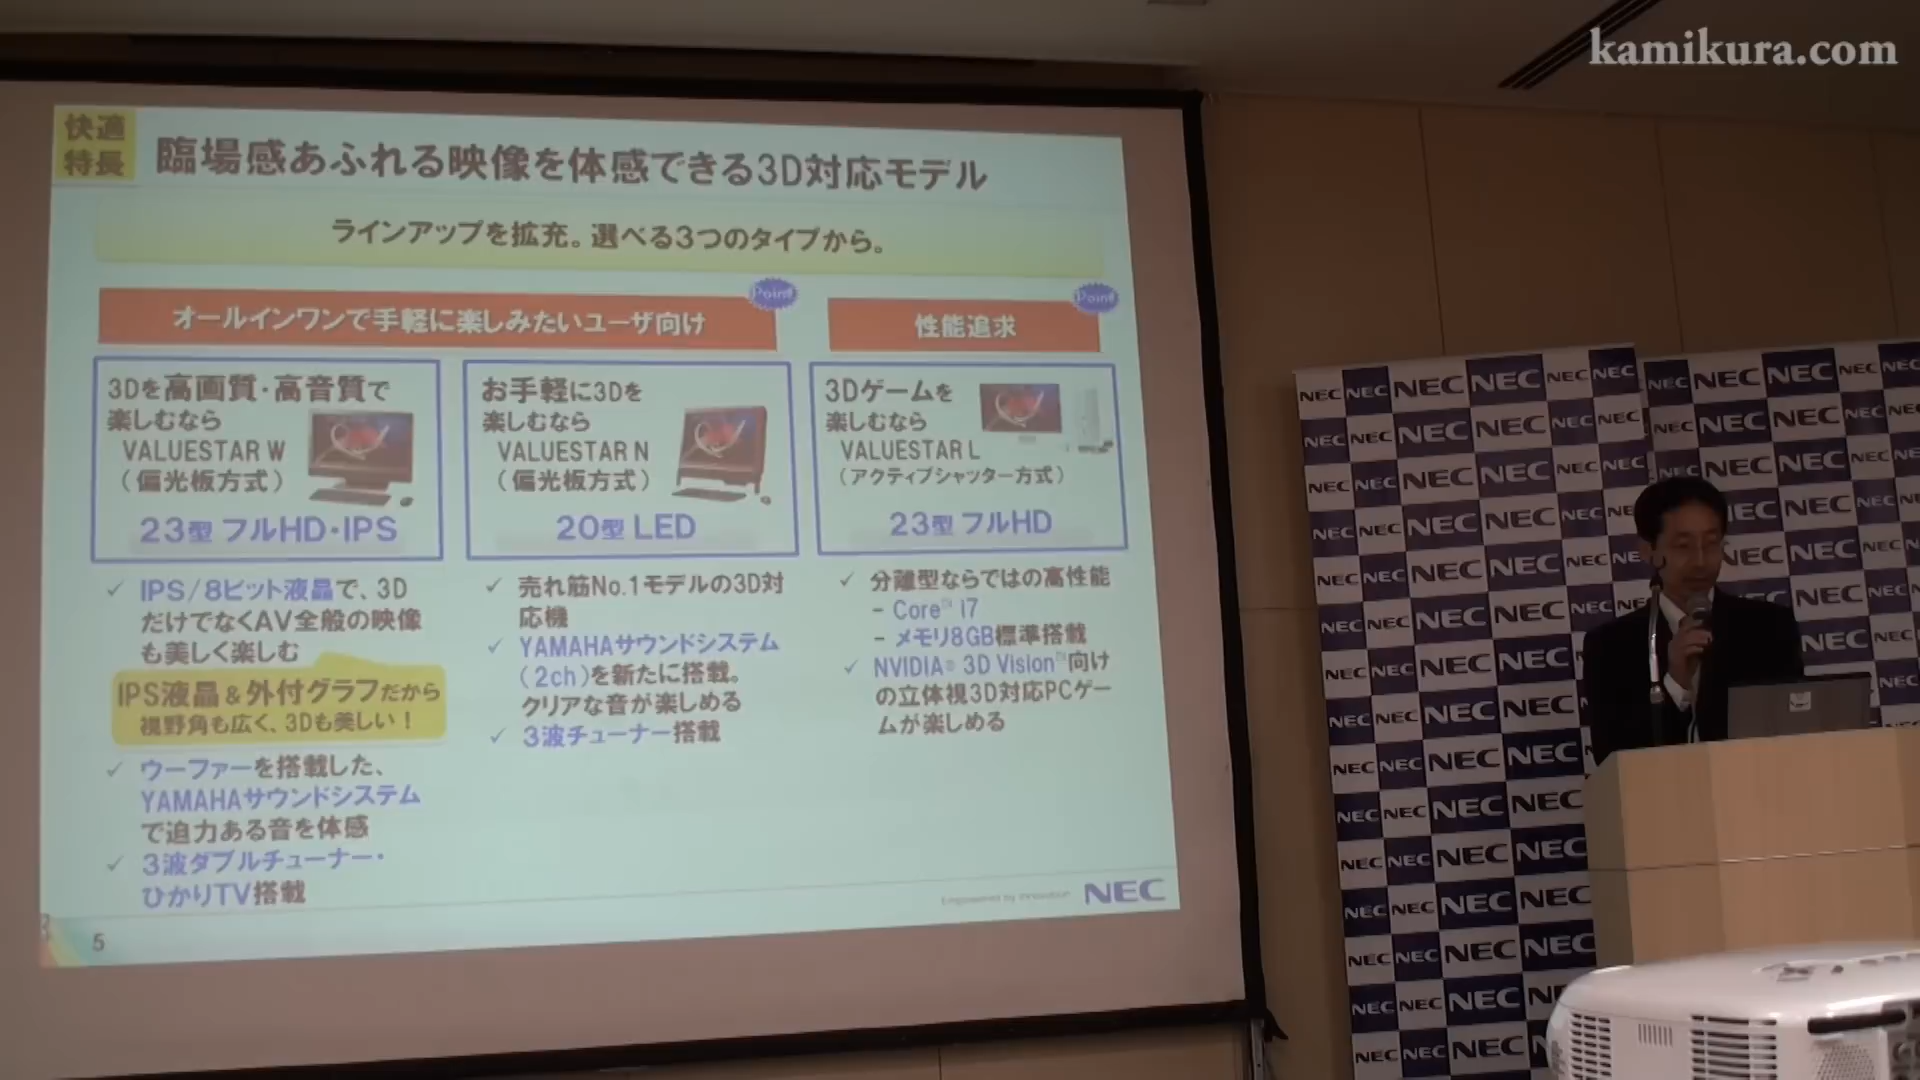 kamikura.com
快適
特長
臨場感あふれる映像を体感できる3D対応モデル
ラインアップを拡充。選べる3つのタイプから。
Point
オールインワンで手軽に楽しみたいユーザ向け
Point
性能追求
3Dを高画質・高音質で
楽しむなら
VALUESTAR W
(偏光板方式)
23型 フルHD・IPS
✓ IPS/8ビット液晶で、3D
だけでなくAV全般の映像
も美しく楽しむ
IPS液晶&外付グラフだから
視野角も広く、3Dも美しい!
✓ ウーファーを搭載した、
YAMAHAサウンドシステム
で迫力ある音を体感
✓ 3波ダブルチューナー・
ひかりTV搭載
お手軽に3Dを
楽しむなら
VALUESTAR N
(偏光板方式)
20型 LED
✓ 売れ筋No.1モデルの3D対
応機
✓ YAMAHAサウンドシステム
(2ch)を新たに搭載。
クリアな音が楽しめる
✓ 3波チューナー搭載
3Dゲームを
楽しむなら
VALUESTAR L
(アクティブシャッター方式)
23型 フルHD
✓ 分離型ならではの高性能
- Core™ i7
- メモリ8GB標準搭載
✓ NVIDIA® 3D Vision™向け
の立体視3D対応PCゲー
ムが楽しめる
Empowered by Innovation NEC
5
NEC NEC NEC NEC NEC NEC